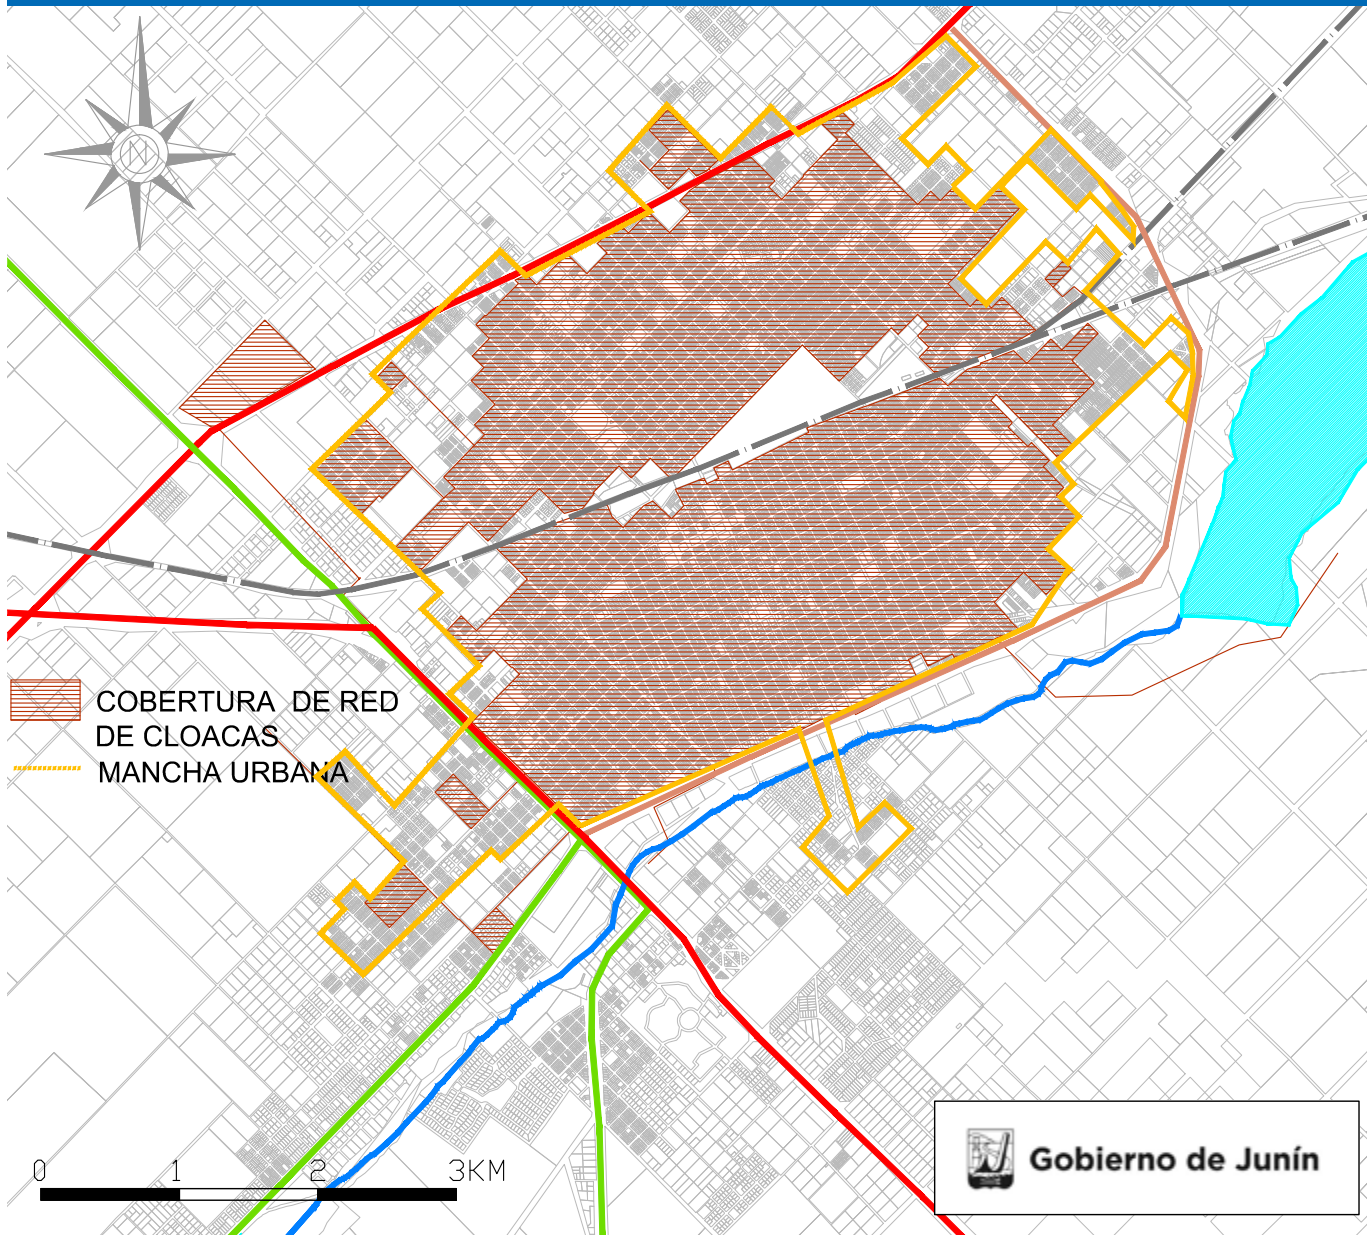 N
COBERTURA DE RED
DE CLOACAS
MANCHA URBANA
0 1 2 3KM
Gobierno de Junín